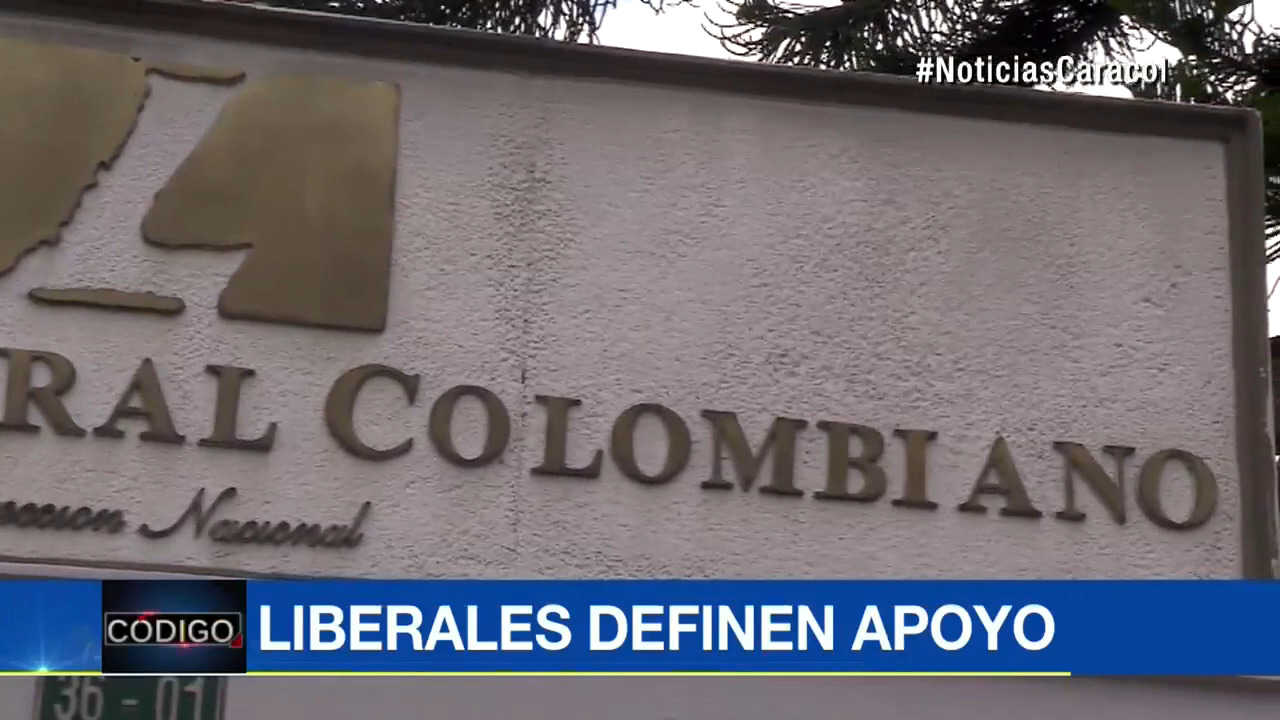 #NoticiasCaracol
RAL COLOMBIANO
Nacional
CÓDIGO
LIBERALES DEFINEN APOYO
36 - 01